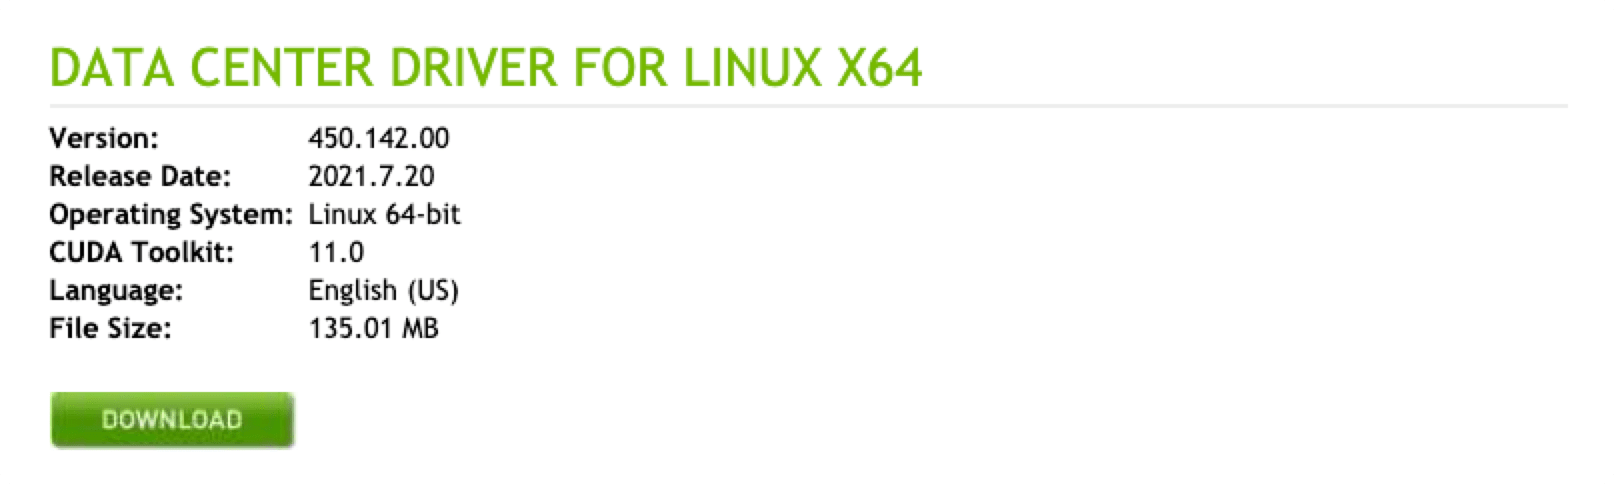 DATA CENTER DRIVER FOR LINUX X64
Version: 450.142.00
Release Date: 2021.7.20
Operating System: Linux 64-bit
CUDA Toolkit: 11.0
Language: English (US)
File Size: 135.01 MB
DOWNLOAD